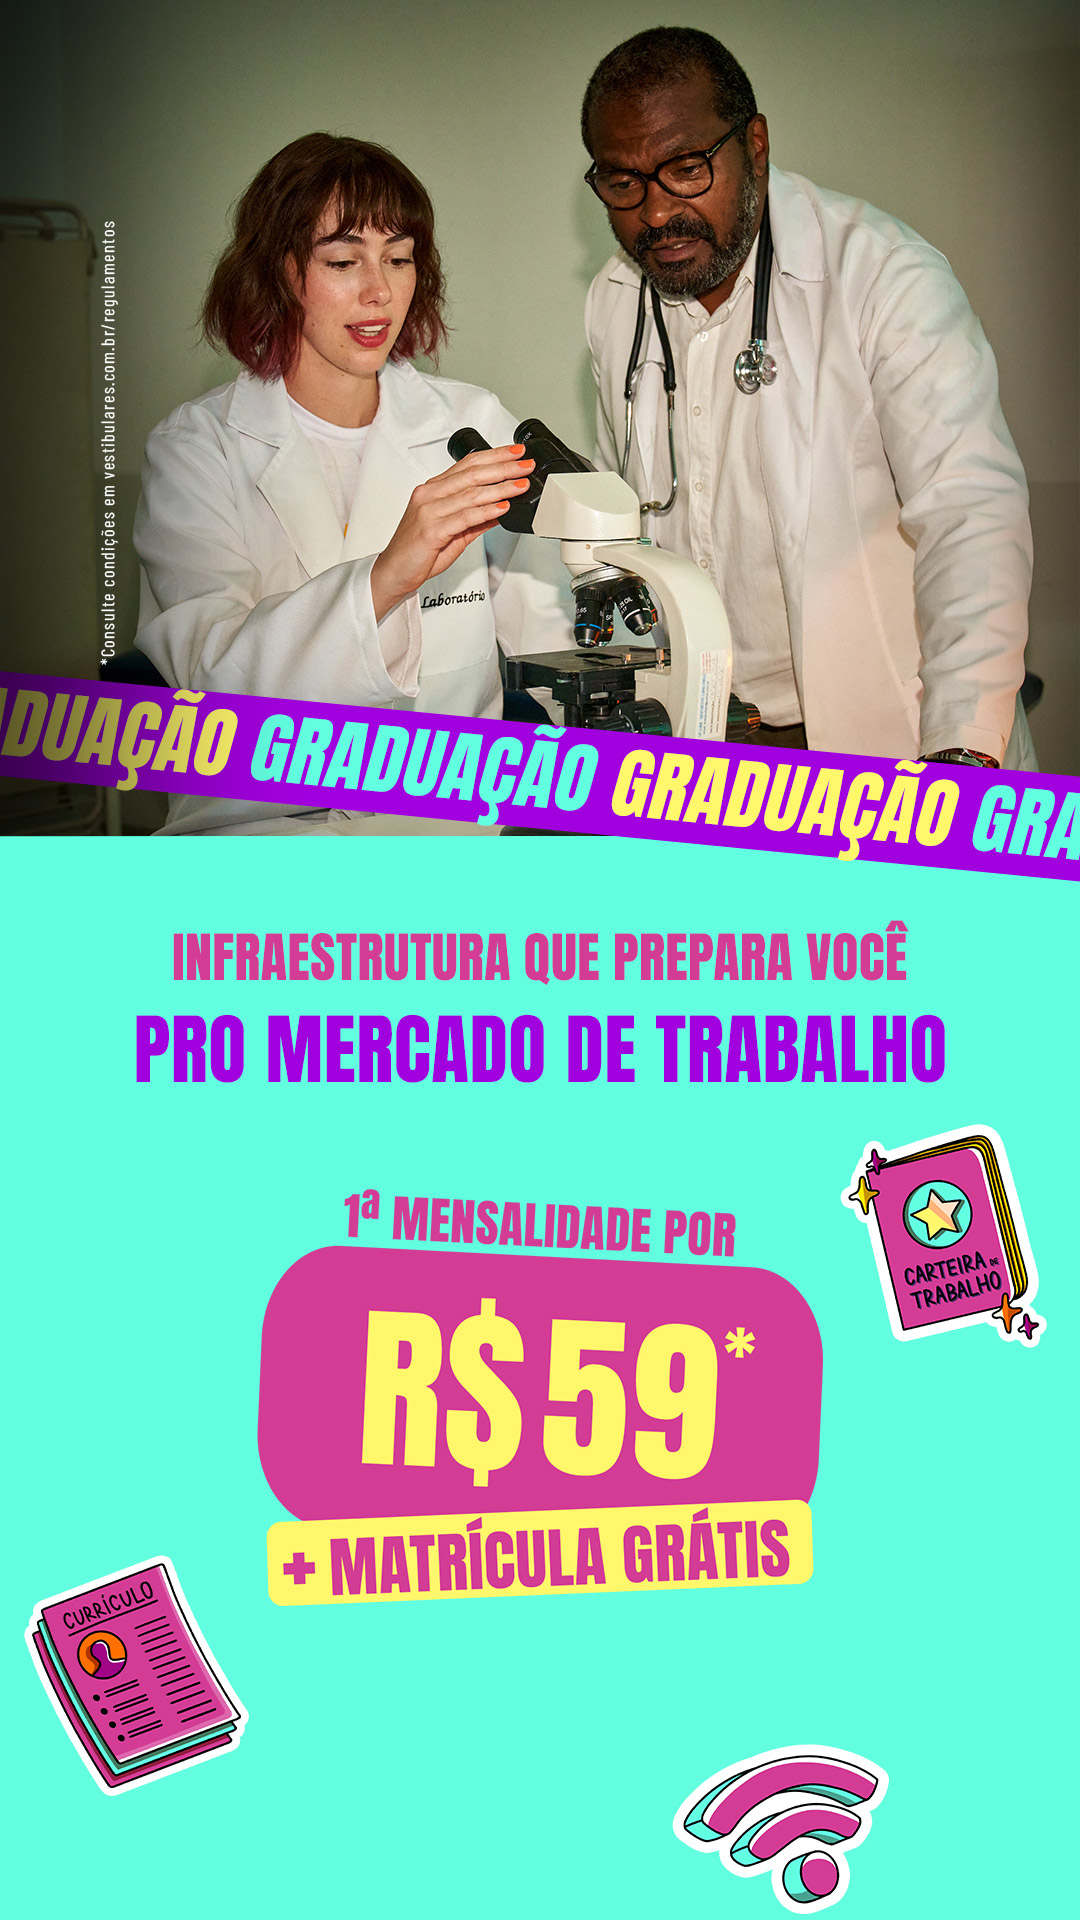 *Consulte condições em vestibulares.com.br/regulamentos
Laboratório
ADUAÇÃO GRADUAÇÃO GRADUAÇÃO GRA
INFRAESTRUTURA QUE PREPARA VOCÊ
PRO MERCADO DE TRABALHO
CARTEIRA DE
TRABALHO
1ª MENSALIDADE POR
R$59*
+ MATRÍCULA GRÁTIS
CURRÍCULO